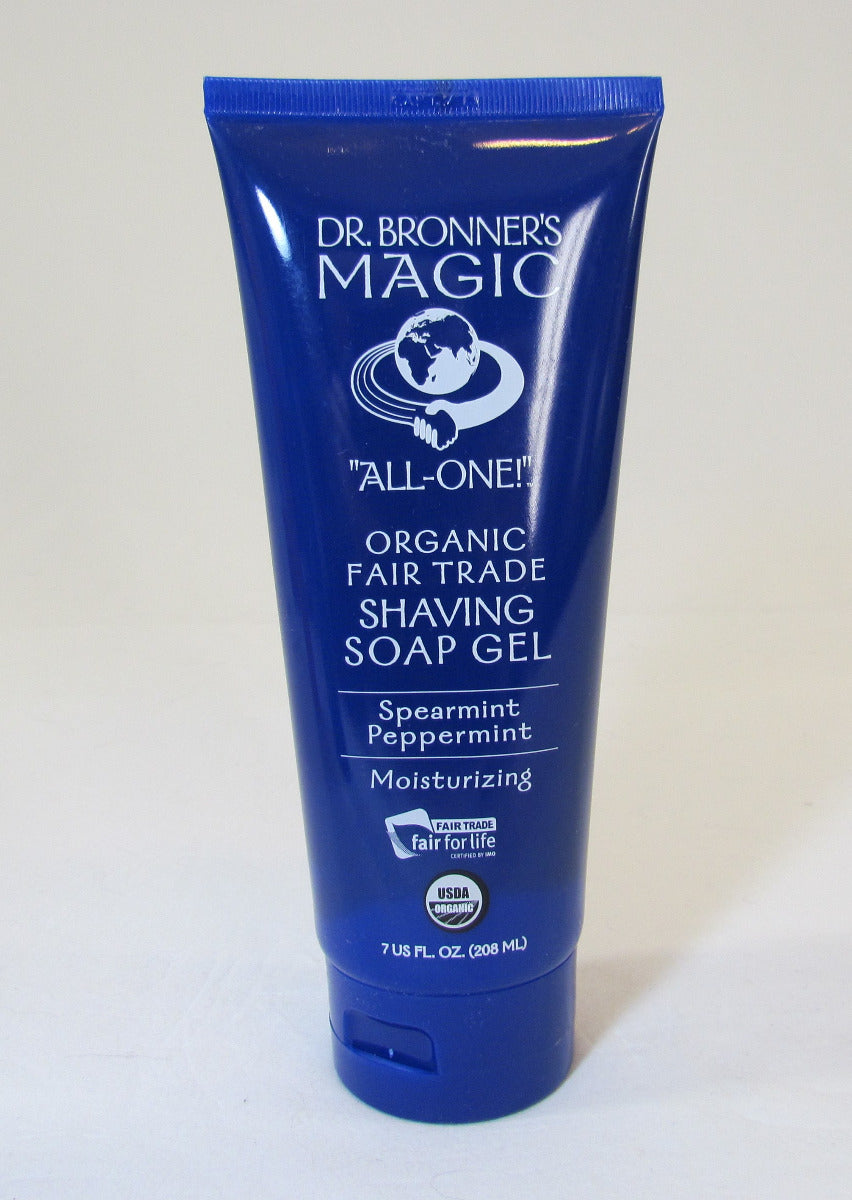 DR. BRONNER'S
MAGIC
"ALL-ONE!"
ORGANIC
FAIR TRADE
SHAVING
SOAP GEL
Spearmint
Peppermint
Moisturizing
FAIR TRADE
fair for life
CERTIFIED BY IMO
USDA
ORGANIC
7 US FL. OZ. (208 ML)